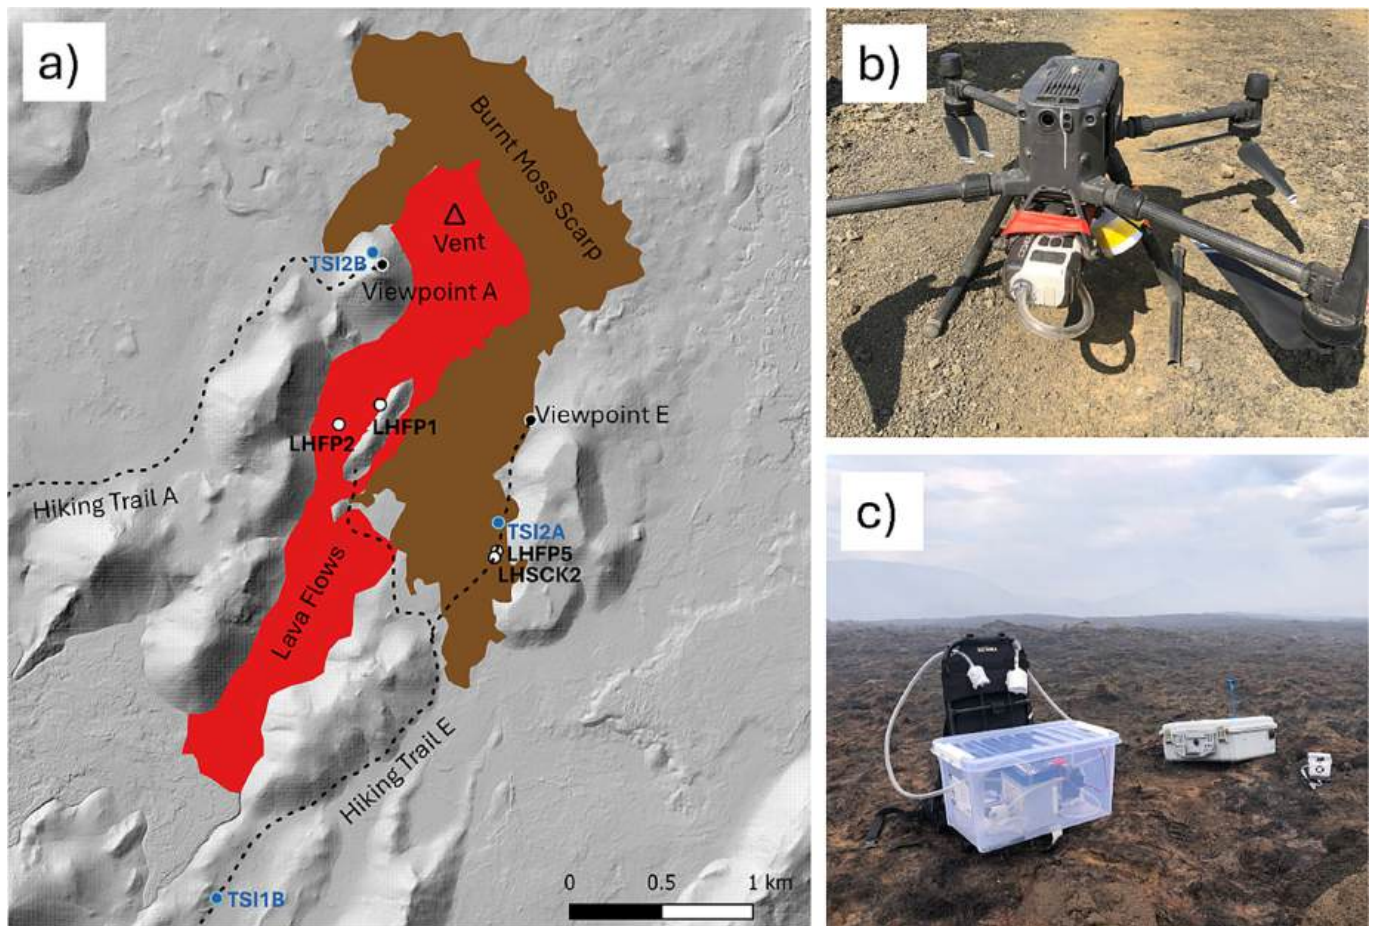 a)
Burnt Moss Scarp
Vent
TSI2B
Viewpoint A
LHFP1
LHFP2
Viewpoint E
Hiking Trail A
TSI2A
LHFP5
LHSCK2
Lava Flows
Hiking Trail E
TSI1B
0 0.5 1 km
b)
c)